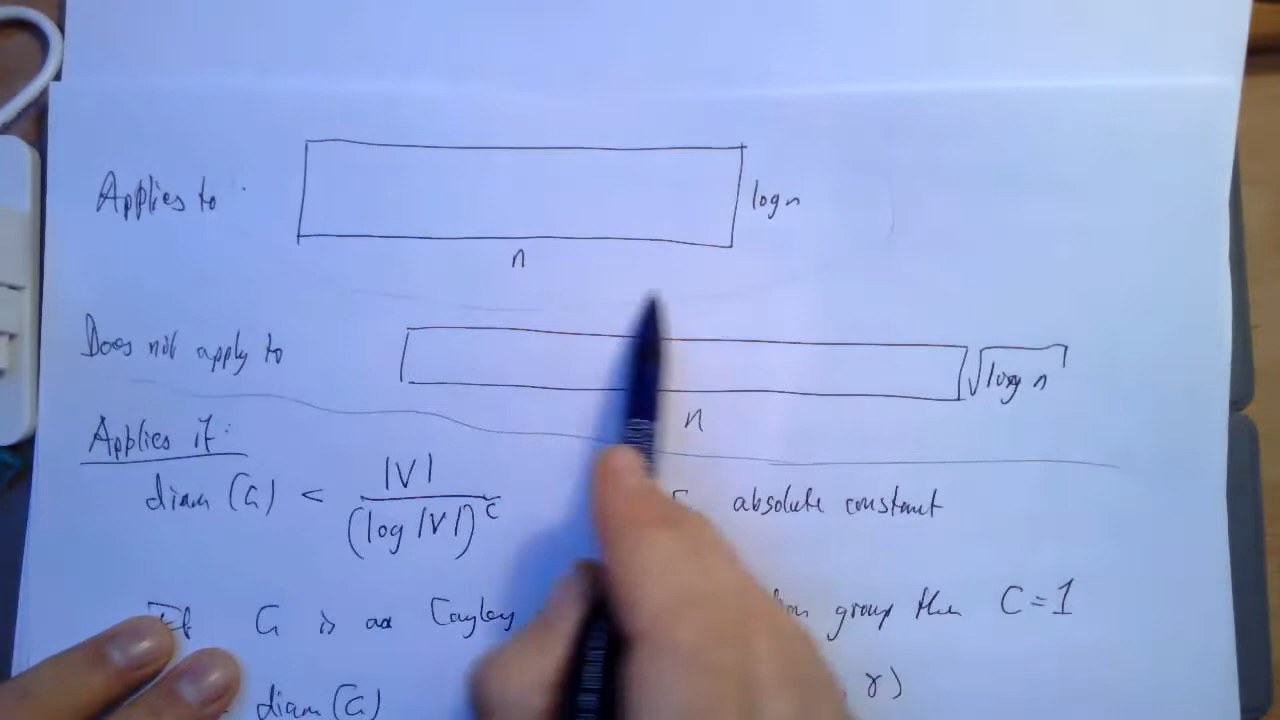 Applies to: log n
n
Does not apply to √log n
n
Applies if:
diam (G) < |V| / (log |V|)^C absolute constant
If G is a Cayley group then C=1
diam (G) , γ)